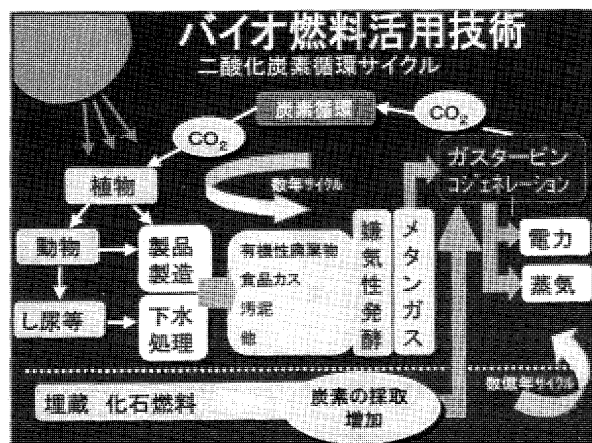 バイオ燃料活用技術
二酸化炭素循環サイクル
炭素循環
CO₂
CO₂
ガスタービン
コジェネレーション
植物
数年サイクル
動物
製品
製造
有機性廃棄物
食品カス
汚泥
他
嫌気性発酵
メタンガス
電力
蒸気
し尿等
下水
処理
数億年サイクル
埋蔵 化石燃料
炭素の採取
増加